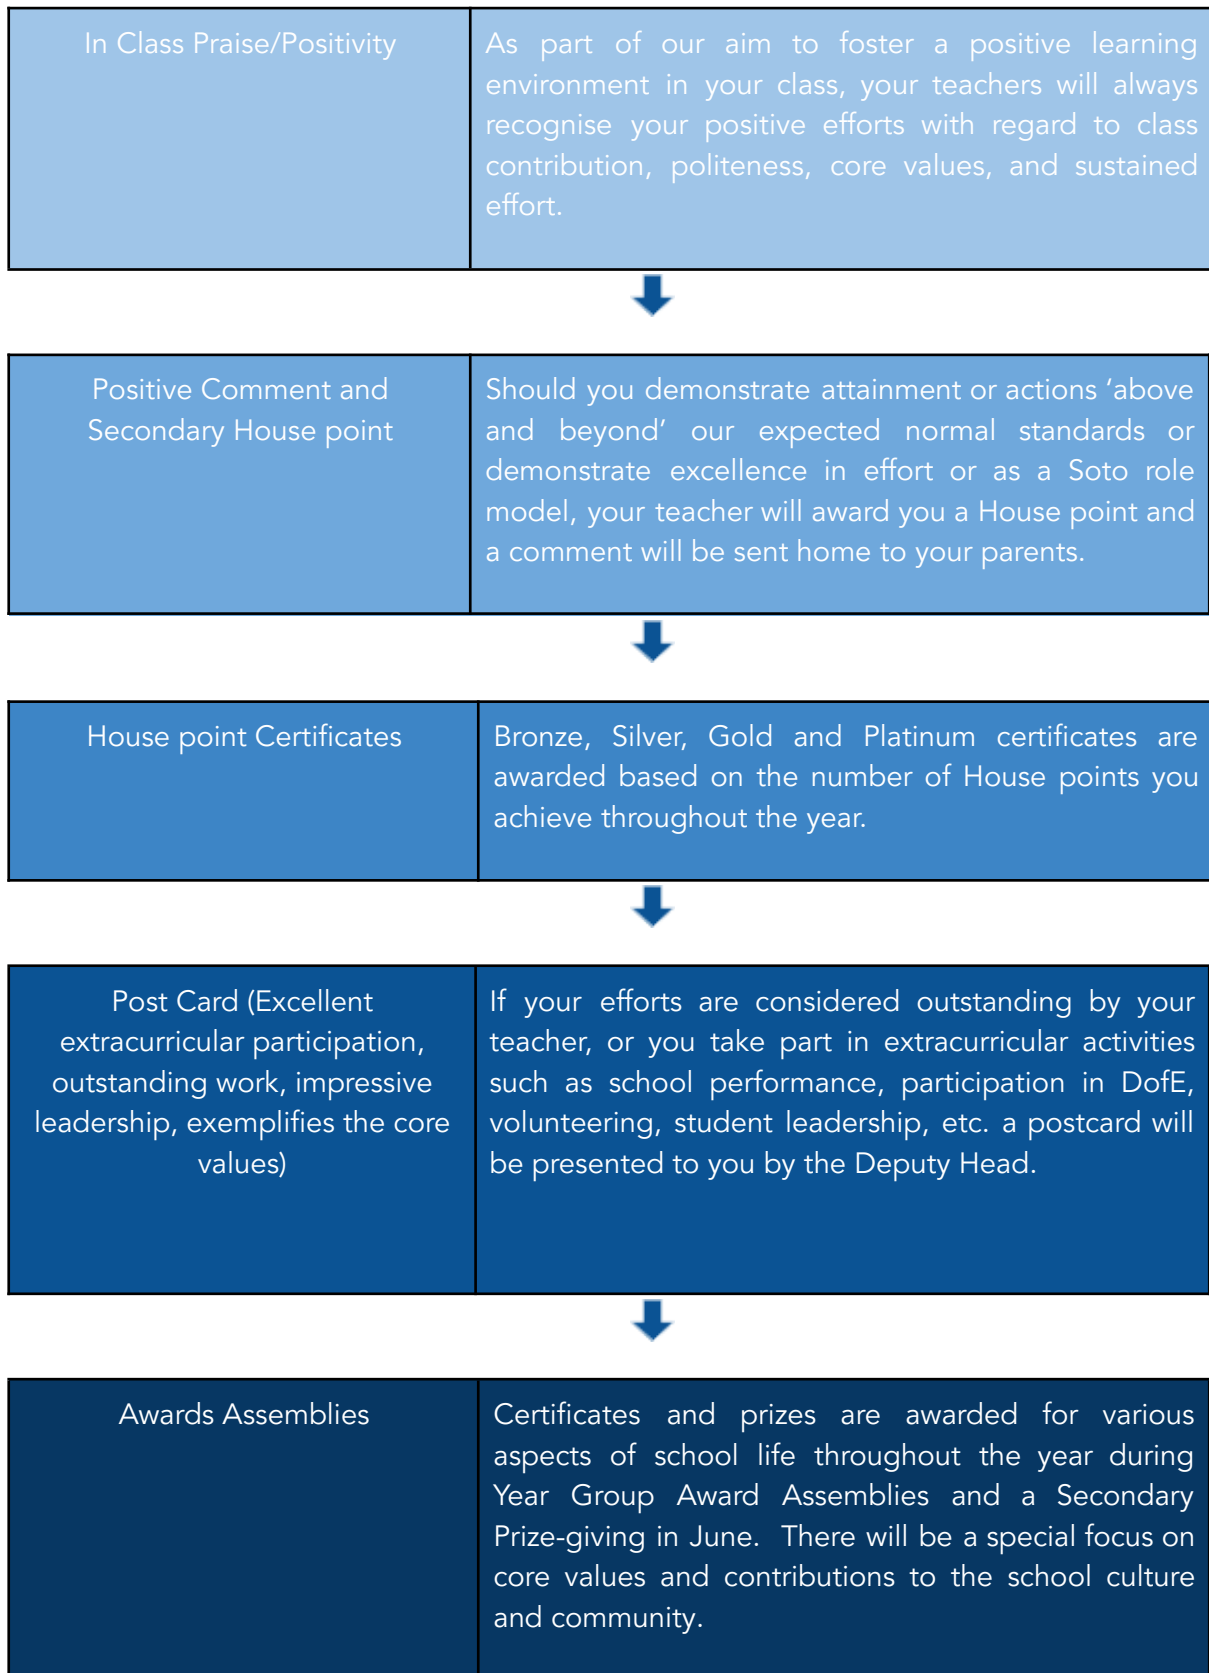 In Class Praise/Positivity
As part of our aim to foster a positive learning
environment in your class, your teachers will always
recognise your positive efforts with regard to class
contribution, politeness, core values, and sustained
effort.
Positive Comment and
Secondary House point
Should you demonstrate attainment or actions ‘above
and beyond’ our expected normal standards or
demonstrate excellence in effort or as a Soto role
model, your teacher will award you a House point and
a comment will be sent home to your parents.
House point Certificates
Bronze, Silver, Gold and Platinum certificates are
awarded based on the number of House points you
achieve throughout the year.
Post Card (Excellent
extracurricular participation,
outstanding work, impressive
leadership, exemplifies the core
values)
If your efforts are considered outstanding by your
teacher, or you take part in extracurricular activities
such as school performance, participation in DofE,
volunteering, student leadership, etc. a postcard will
be presented to you by the Deputy Head.
Awards Assemblies
Certificates and prizes are awarded for various
aspects of school life throughout the year during
Year Group Award Assemblies and a Secondary
Prize-giving in June.  There will be a special focus on
core values and contributions to the school culture
and community.